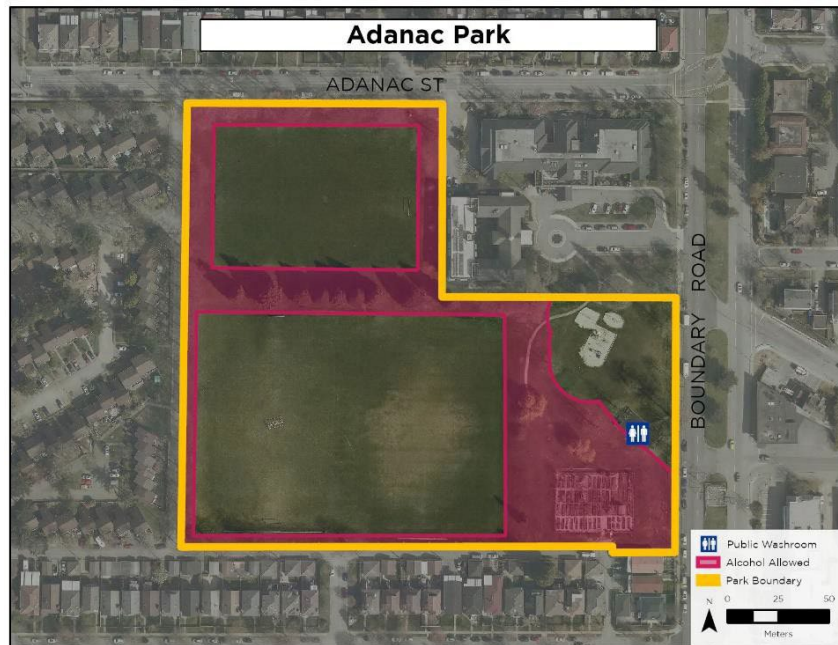 Adanac Park
ADANAC ST
BOUNDARY ROAD
Public Washroom
Alcohol Allowed
Park Boundary
N
0 25 50
Meters